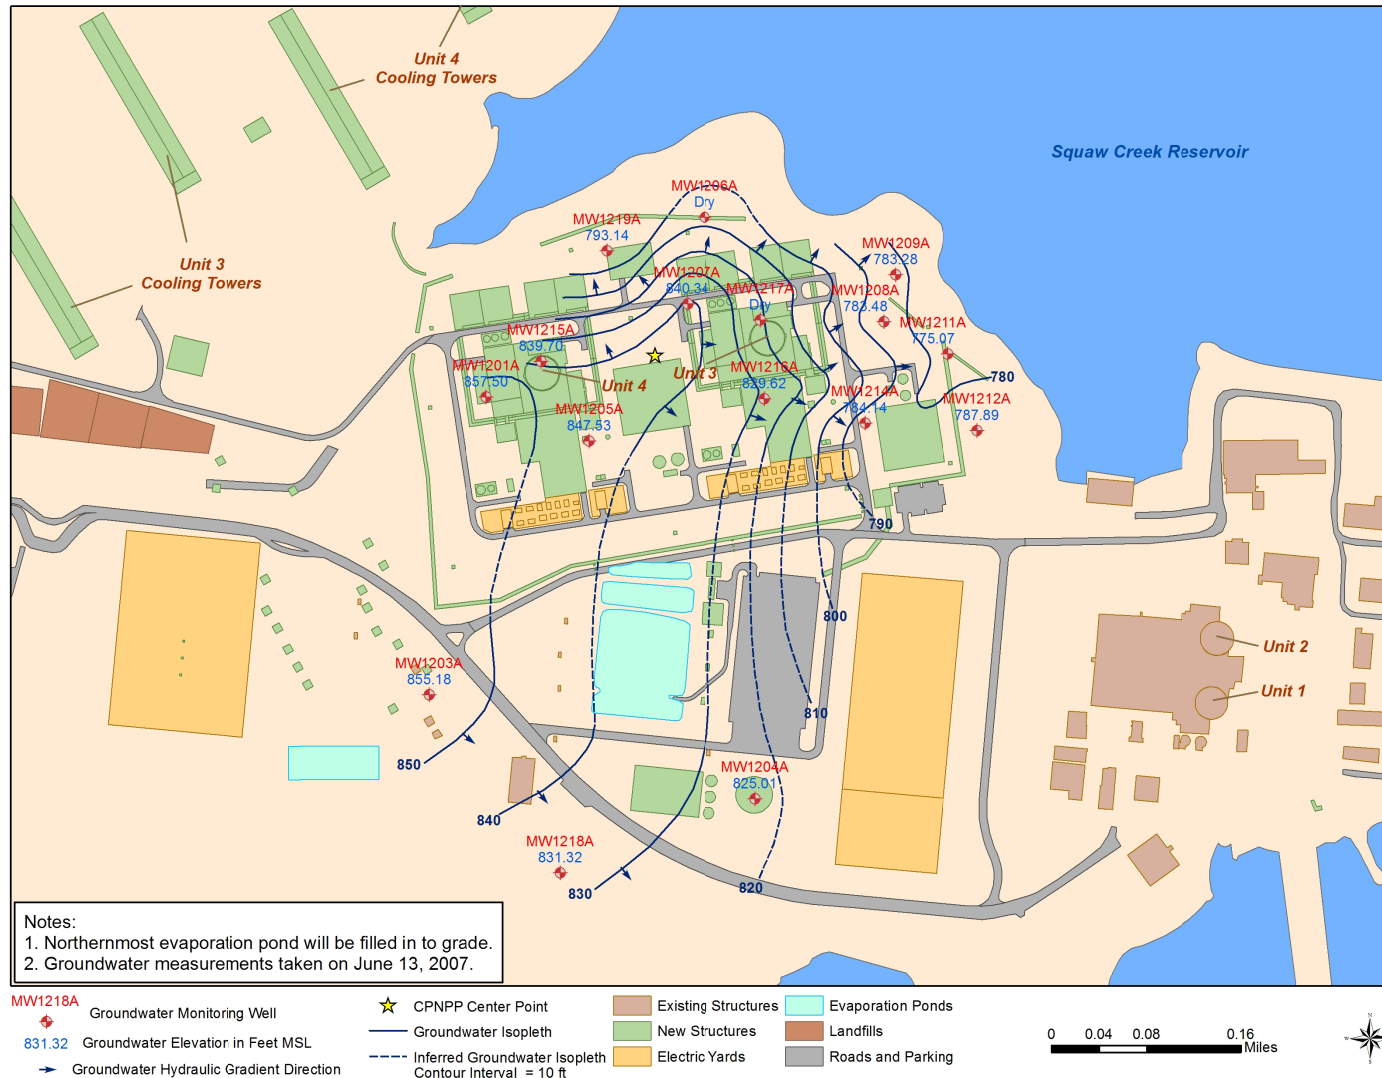 Unit 4
Cooling Towers
Squaw Creek Reservoir
MW1206A
Dry
MW1219A
793.14
MW1209A
783.28
Unit 3
Cooling Towers
MW1207A
840.34
MW1217A
Dry
MW1208A
783.48
MW1211A
775.07
MW1215A
839.70
MW1201A
857.50
Unit 4
Unit 3
MW1216A
829.62
780
MW1214A
784.14
MW1212A
787.89
MW1205A
847.53
790
800
Unit 2
MW1203A
855.18
Unit 1
810
850
MW1204A
825.01
840
MW1218A
831.32
830
820
Notes:
1. Northernmost evaporation pond will be filled in to grade.
2. Groundwater measurements taken on June 13, 2007.
MW1218A
Groundwater Monitoring Well
831.32
Groundwater Elevation in Feet MSL
Groundwater Hydraulic Gradient Direction
CPNPP Center Point
Groundwater Isopleth
Inferred Groundwater Isopleth
Contour Interval = 10 ft
Existing Structures
New Structures
Electric Yards
Evaporation Ponds
Landfills
Roads and Parking
0 0.04 0.08 0.16
Miles